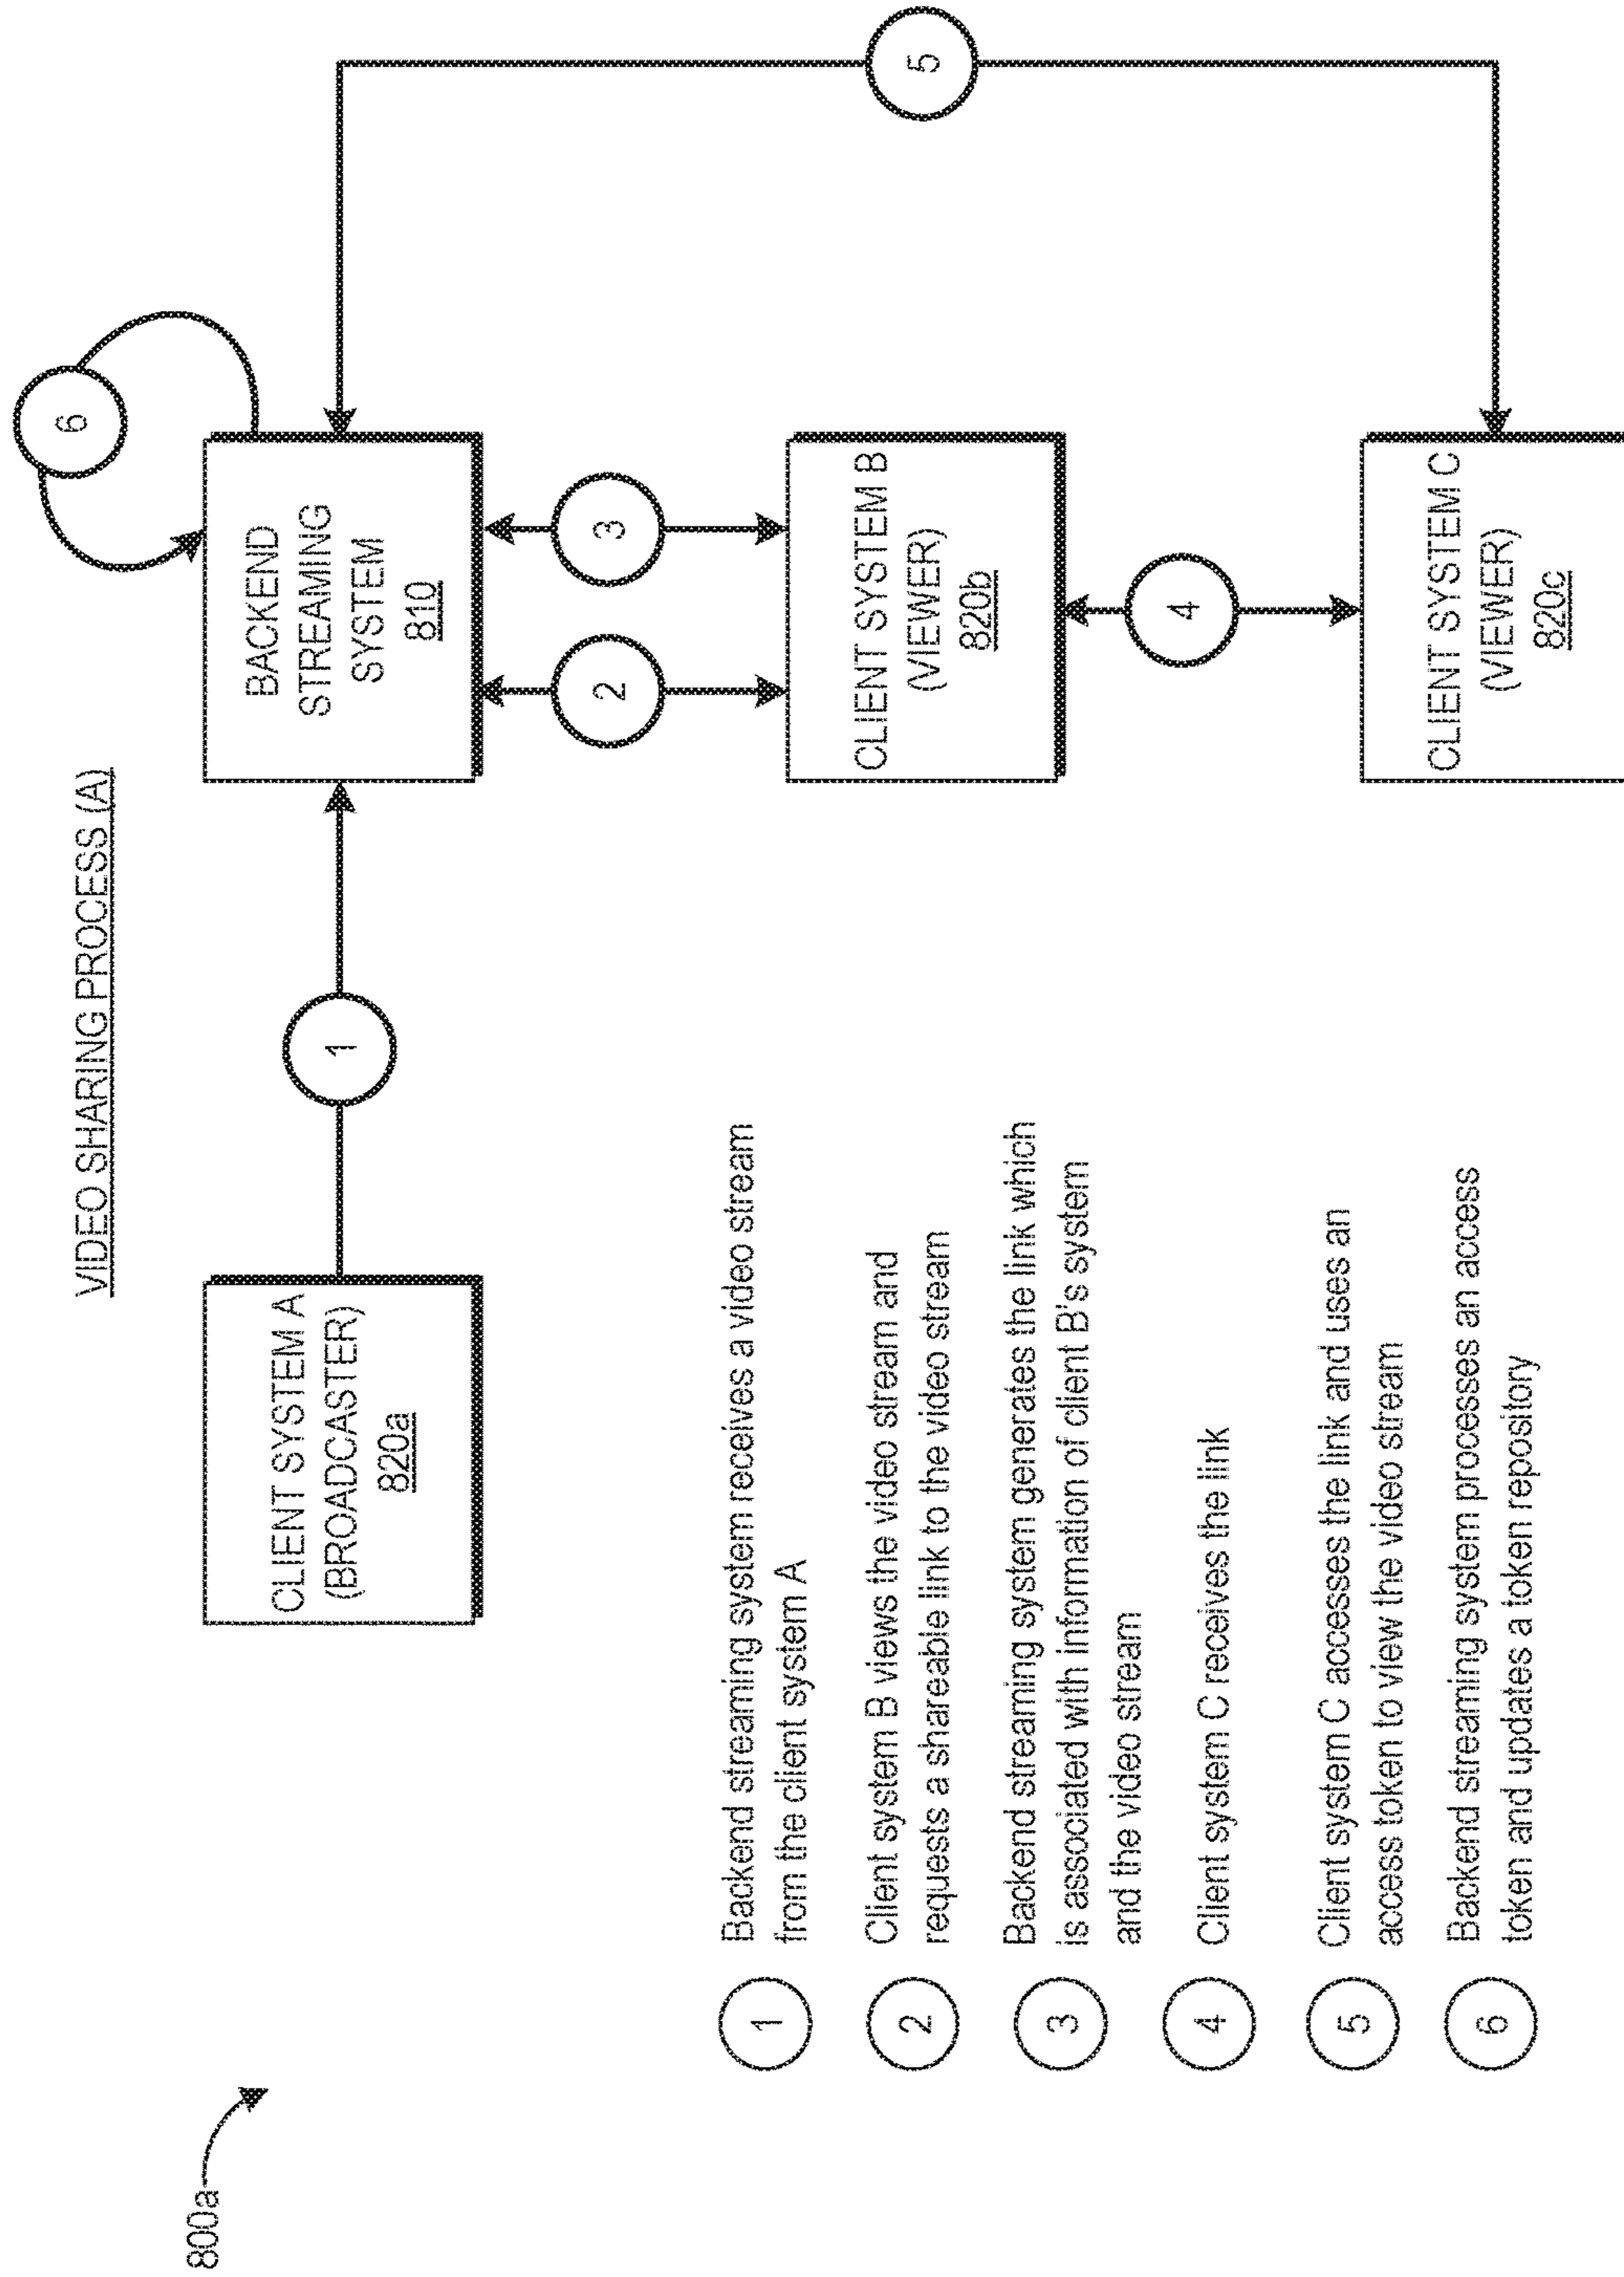 800a
VIDEO SHARING PROCESS (A)
CLIENT SYSTEM A
(BROADCASTER)
820a
1
BACKEND
STREAMING
SYSTEM
810
6
2
3
5
CLIENT SYSTEM B
(VIEWER)
820b
4
CLIENT SYSTEM C
(VIEWER)
820c
1 Backend streaming system receives a video stream
from the client system A
2 Client system B views the video stream and
requests a shareable link to the video stream
3 Backend streaming system generates the link which
is associated with information of client B's system
and the video stream
4 Client system C receives the link
5 Client system C accesses the link and uses an
access token to view the video stream
6 Backend streaming system processes an access
token and updates a token repository